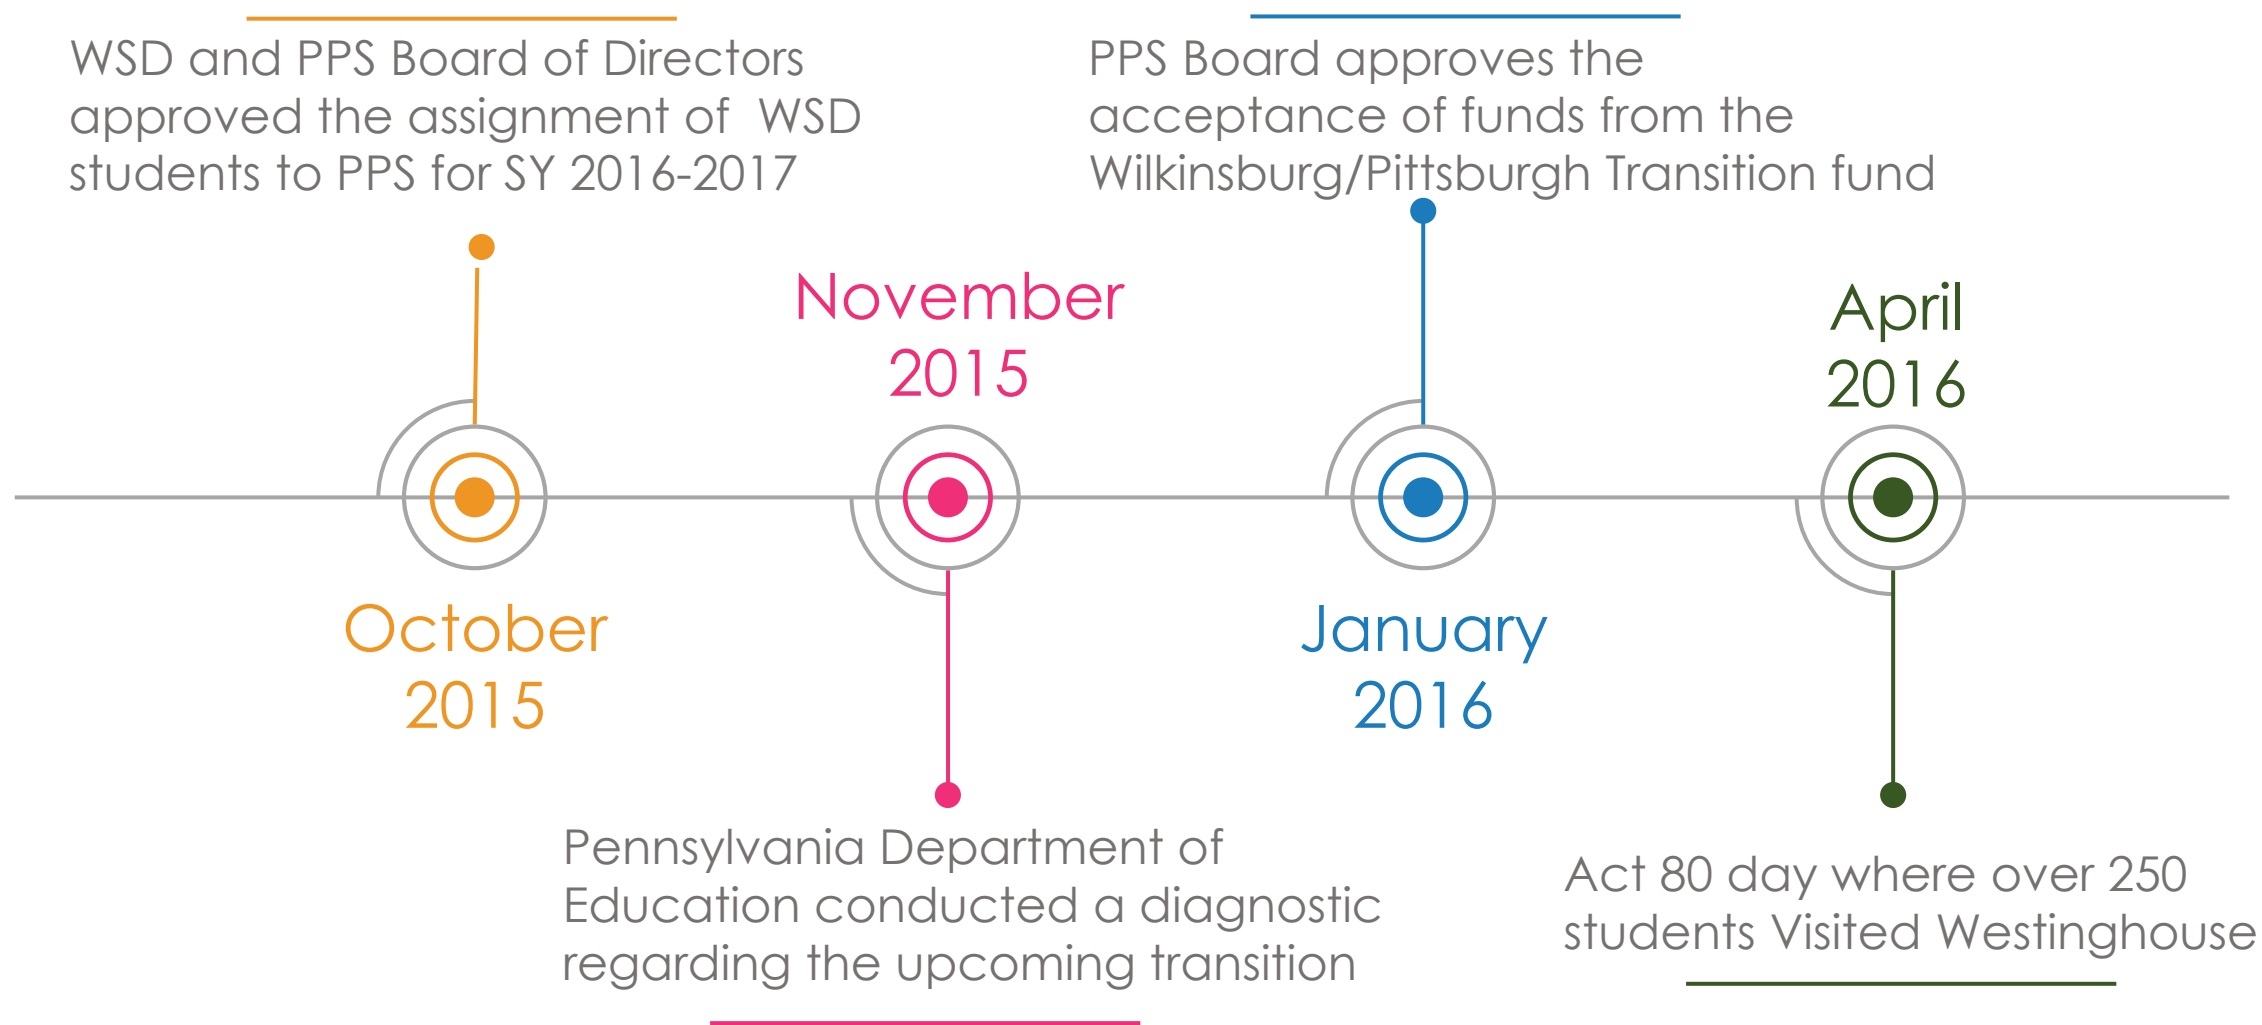 WSD and PPS Board of Directors
approved the assignment of  WSD
students to PPS for SY 2016-2017
PPS Board approves the
acceptance of funds from the
Wilkinsburg/Pittsburgh Transition fund
November
2015
April
2016
October
2015
January
2016
Pennsylvania Department of
Education conducted a diagnostic
regarding the upcoming transition
Act 80 day where over 250
students Visited Westinghouse